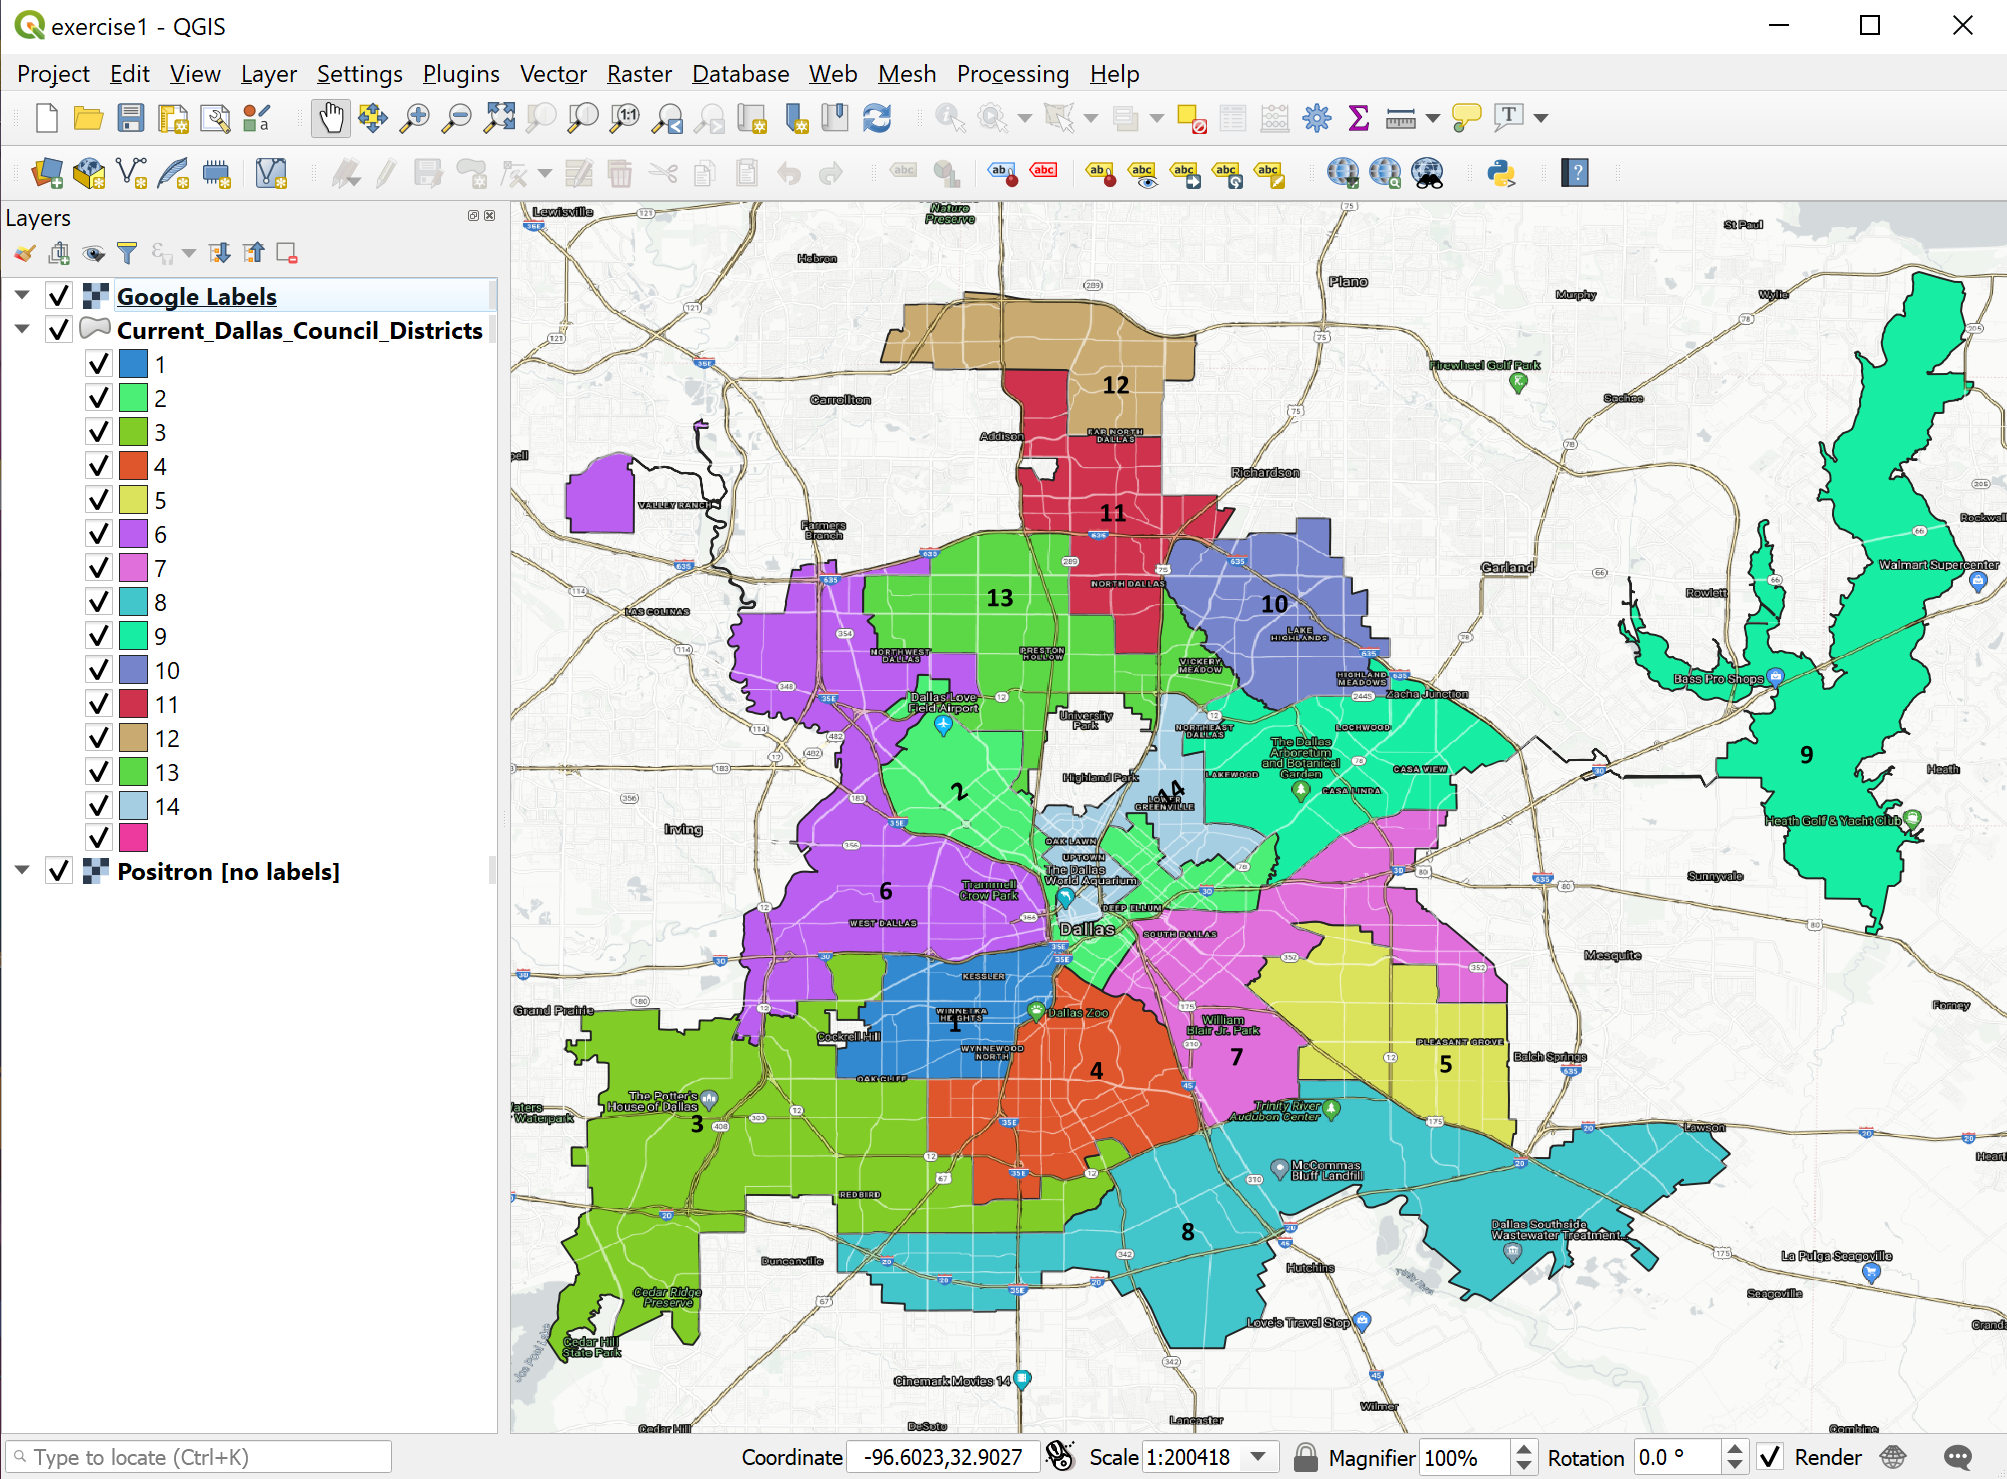 exercise1 - QGIS
Project Edit View Layer Settings Plugins Vector Raster Database Web Mesh Processing Help
Layers
Google Labels
Current_Dallas_Council_Districts
1
2
3
4
5
6
7
8
9
10
11
12
13
14
Positron [no labels]
Lewisville
Nature
Preserve
St Paul
Hebron
Plano
Murphy
Wylie
Firewheel Golf Park
Sachse
Carrollton
12
Addison
FAR NORTH
DALLAS
Richardson
VALLEY RANCH
11
Farmers
Branch
Rockwall
Walmart Supercenter
Garland
NORTH DALLAS
Rowlett
LAS COLINAS
13
10
LAKE
HIGHLANDS
NORTHWEST
DALLAS
PRESTON
HOLLOW
VICKERY
MEADOW
HIGHLAND
MEADOWS
Bass Pro Shops
Zacha Junction
Dallas Love
Field Airport
University
Park
NORTHEAST
DALLAS
LOCHWOOD
The Dallas
Arboretum
and Botanical
Garden
9
Heath
Highland Park
LAKEWOOD
CASA VIEW
CASA LINDA
2
14
LOWER
GREENVILLE
Irving
Heath Golf & Yacht Club
OAK LAWN
UPTOWN
The Dallas
World Aquarium
Sunnyvale
6
Trammell
Crow Park
DEEP ELLUM
WEST DALLAS
Dallas
SOUTH DALLAS
Mesquite
KESSLER
Grand Prairie
Forney
WINNETKA
HEIGHTS
1
Dallas Zoo
William
Blair Jr. Park
Cockrell Hill
WYNNEWOOD
NORTH
PLEASANT GROVE
7
5
Balch Springs
OAK CLIFF
4
The Potter's
House of Dallas
Waterpark
3
Trinity River
Audubon Center
Lawson
McCommas
Bluff Landfill
REDBIRD
8
Dallas Southside
Wastewater Treatment...
Duncanville
Hutchins
La Pulga Seagoville
Trinity River
Cedar Ridge
Preserve
Seagoville
Love's Travel Stop
Cedar Hill
State Park
Joe Pool Lake
Cinemark Movies 14
Wilmer
Lancaster
DeSoto
Cedar Hill
Combine
Type to locate (Ctrl+K) Coordinate -96.6023,32.9027 Scale 1:200418 Magnifier 100% Rotation 0.0 ° Render